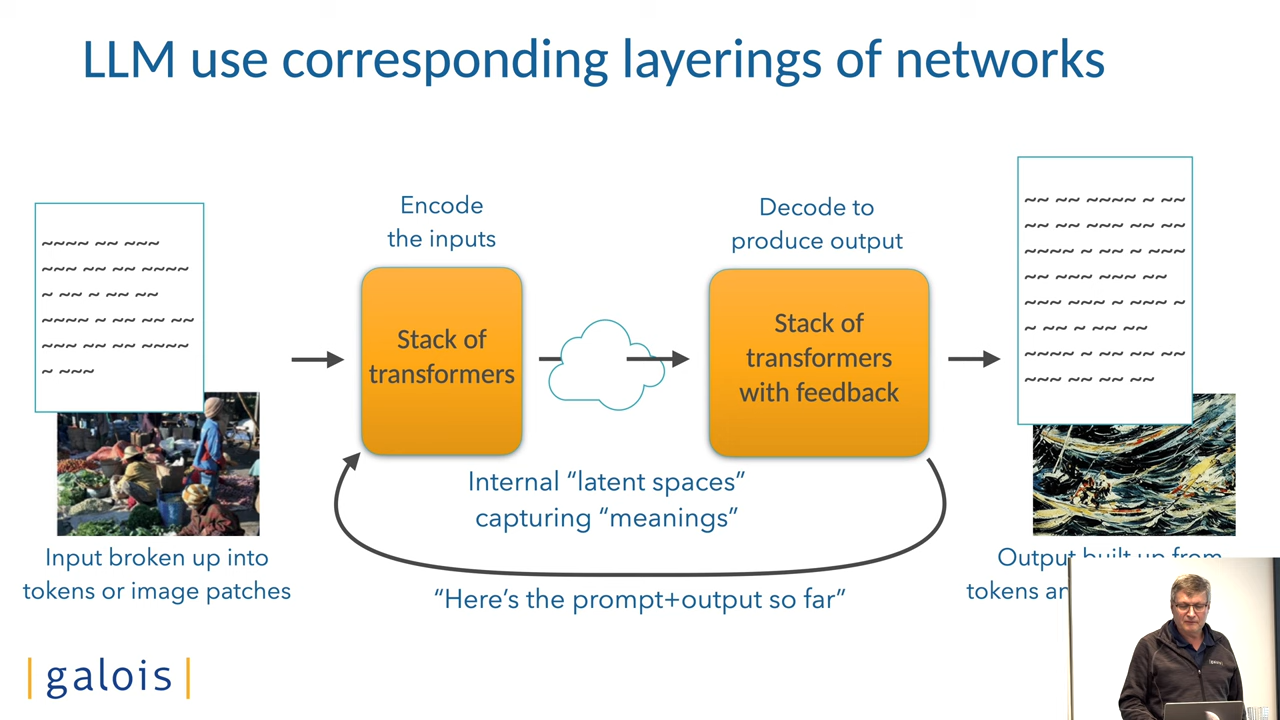 LLM use corresponding layerings of networks
Encode
the inputs
Decode to
produce output
Stack of
transformers
Stack of
transformers
with feedback
Internal “latent spaces”
capturing “meanings”
Input broken up into
tokens or image patches
“Here’s the prompt+output so far”
Output built up from
tokens
|galois|